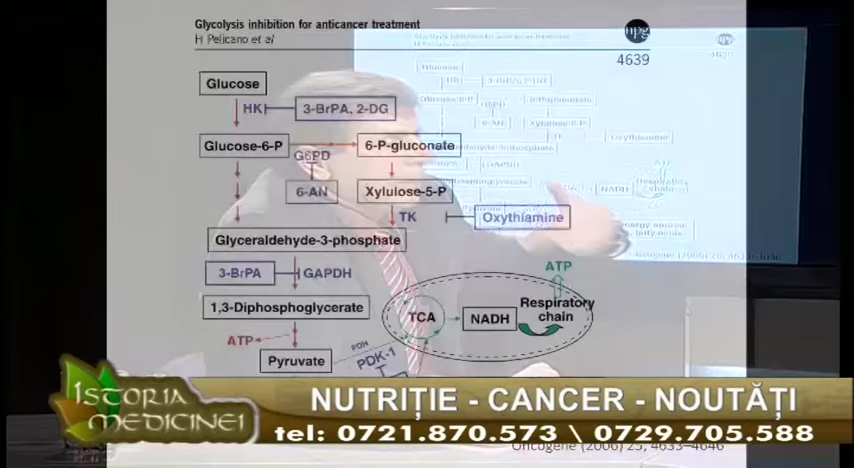 Glycolysis inhibition for anticancer treatment
H Pelicano et al
npg
4639
Glucose
HK
3-BrPA, 2-DG
Glucose-6-P
6-P-gluconate
G6PD
6-AN
Xylulose-5-P
TK
Oxythiamine
Glyceraldehyde-3-phosphate
3-BrPA
GAPDH
ATP
1,3-Diphosphoglycerate
TCA
NADH
Respiratory
chain
ATP
Pyruvate
PDH
PDK-1
ISTORIA
MEDICINEI
NUTRIȚIE - CANCER - NOUTĂȚI
tel: 0721.870.573 \ 0729.705.588
Oncogene (2006) 25, 4633–4646